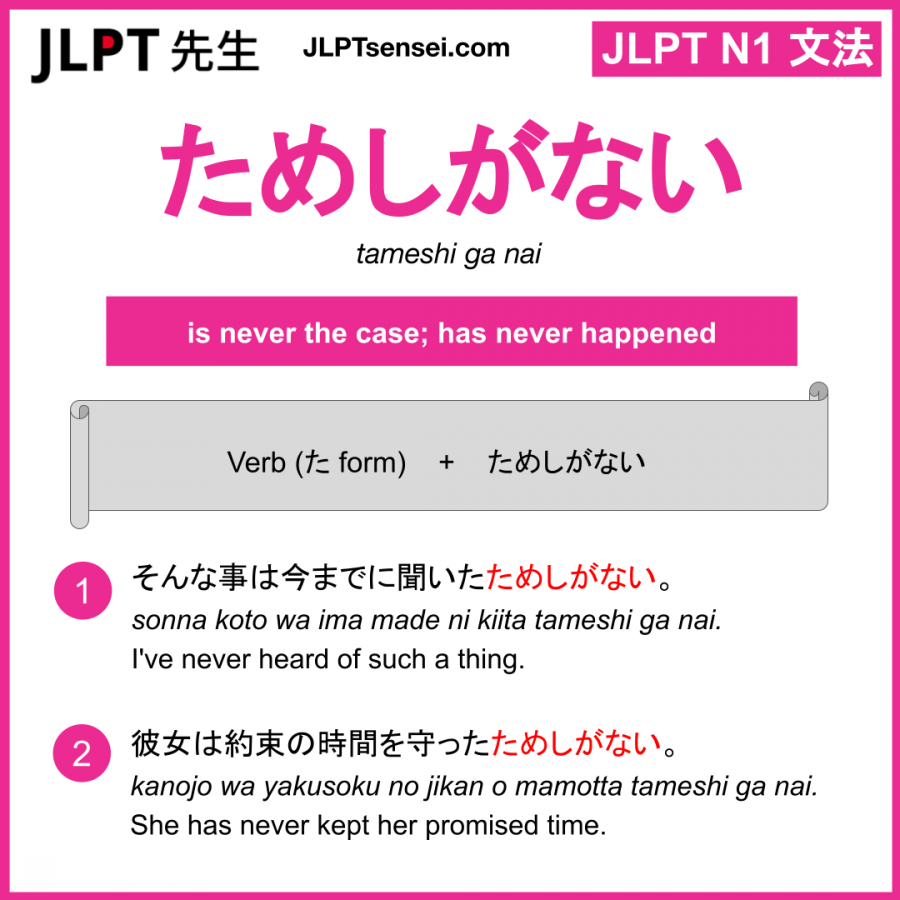 JLPT 先生
JLPTsensei.com
JLPT N1 文法
ためしがない
tameshi ga nai
is never the case; has never happened
Verb (た form) + ためしがない
1
そんな事は今までに聞いたためしがない。
sonna koto wa ima made ni kiita tameshi ga nai.
I've never heard of such a thing.
2
彼女は約束の時間を守ったためしがない。
kanojo wa yakusoku no jikan o mamotta tameshi ga nai.
She has never kept her promised time.